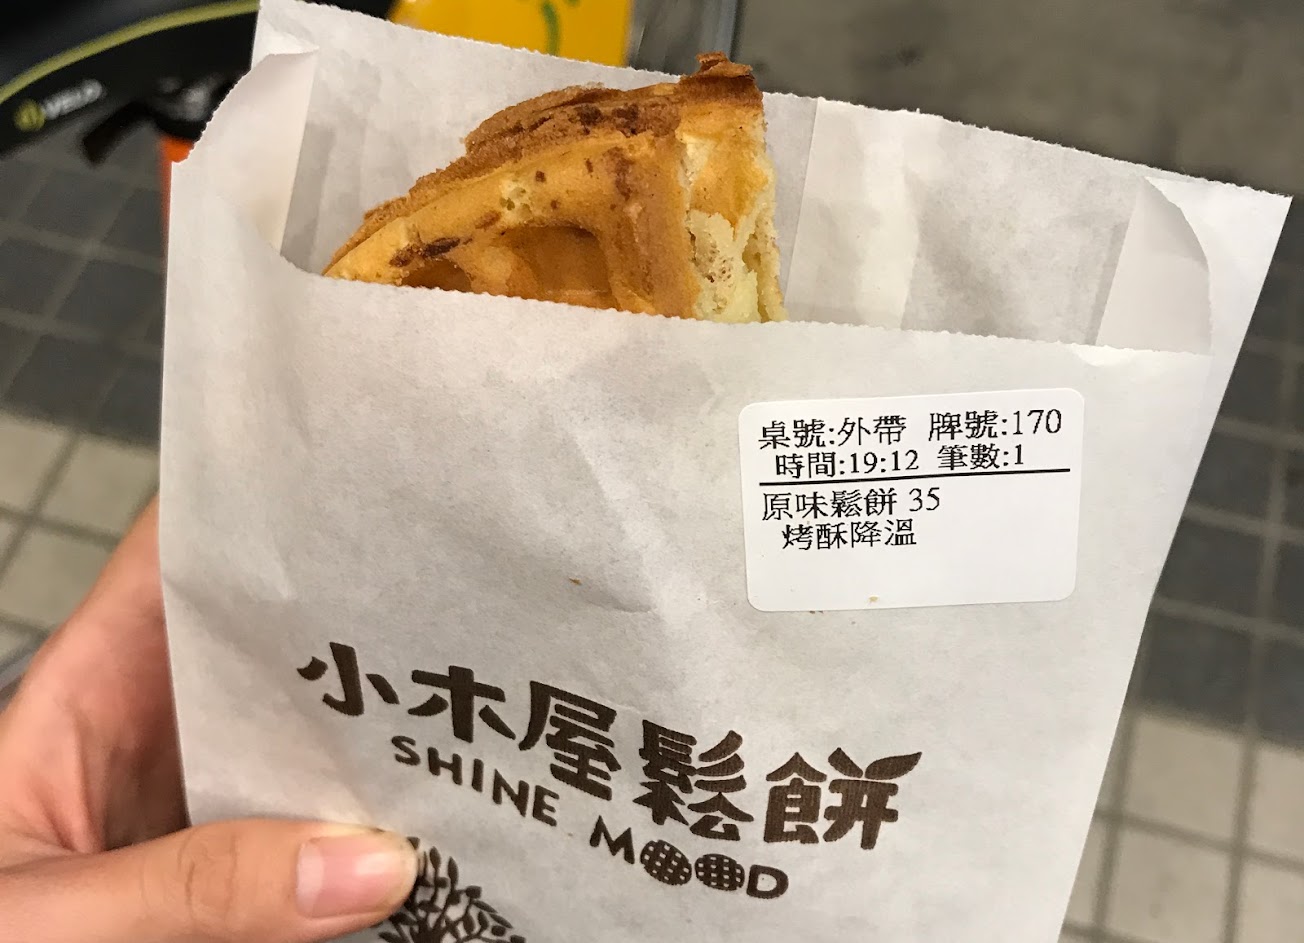 VELO
桌號:外帶 牌號:170
時間:19:12 筆數:1
原味鬆餅 35
烤酥降溫
小木屋鬆餅
SHINE MOOD